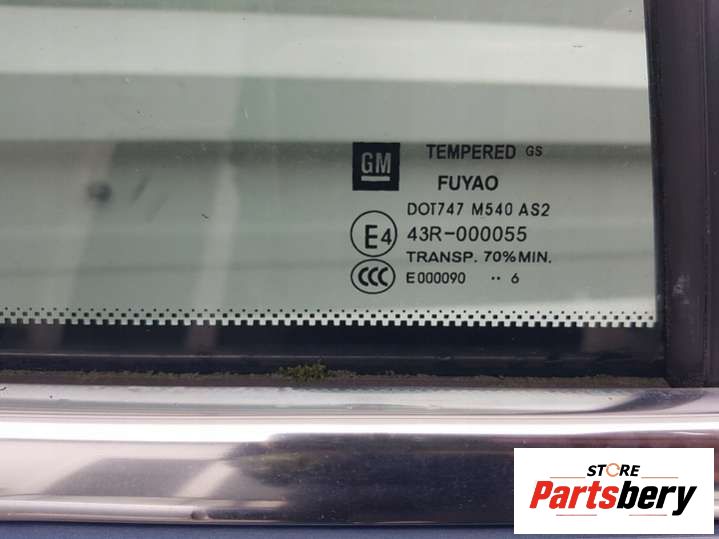 GM
TEMPERED GS
FUYAO
DOT747 M540 AS2
E4 43R-000055
TRANSP. 70%MIN.
CCC E000090 ·· 6
STORE
Partsbery